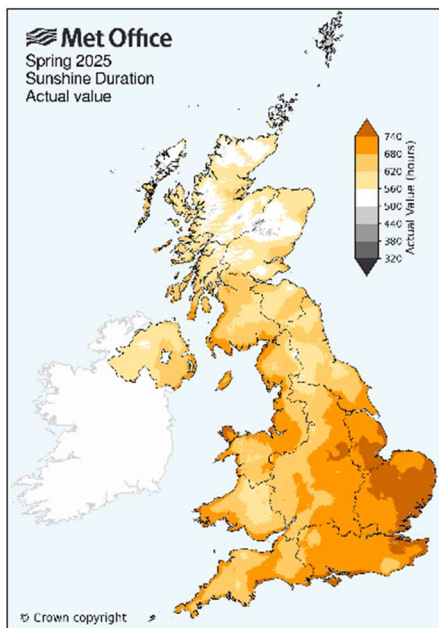 Met Office
Spring 2025
Sunshine Duration
Actual value
740
680
620
560
500
440
380
320
Actual Value (hours)
© Crown copyright